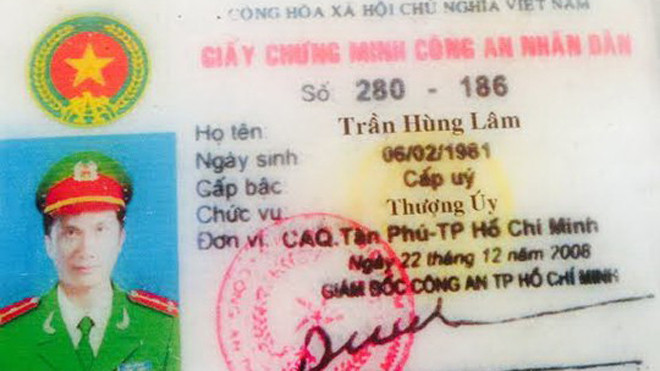 CỘNG HÒA XÃ HỘI CHỦ NGHĨA VIỆT NAM
GIẤY CHỨNG MINH CÔNG AN NHÂN DÂN
Số 280 - 186
Họ tên: Trần Hùng Lâm
Ngày sinh 06/02/1981
Cấp bậc: Cấp uý
Chức vụ: Thượng Úy
Đơn vị: CAQ.Tân Phú-TP Hồ Chí Minh
Ngày 22 tháng 12 năm 2008
GIÁM ĐỐC CÔNG AN TP HỒ CHÍ MINH